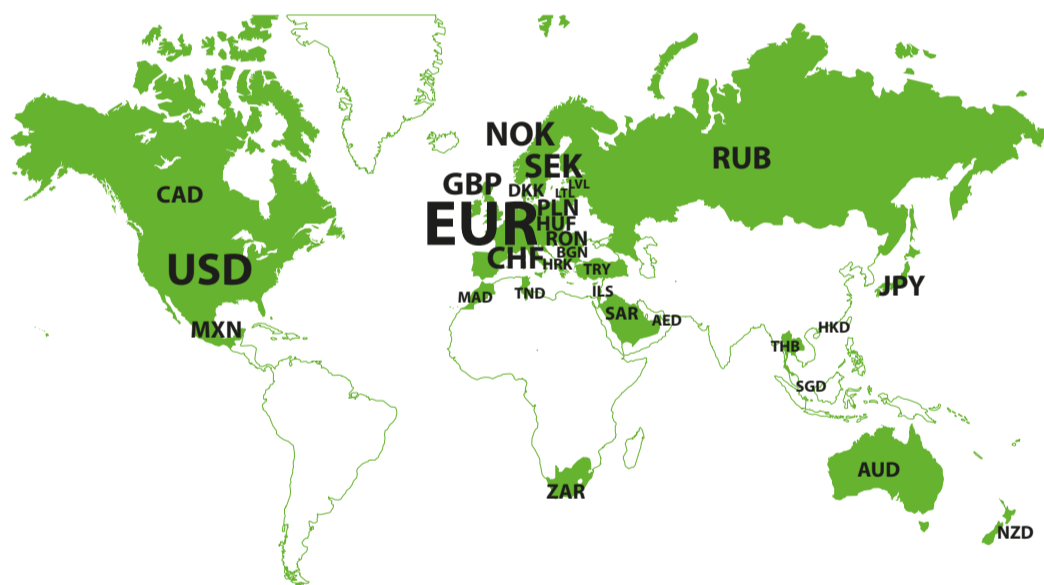 NOK
RUB
SEK
GBP
DKK
LVL
LTL
CAD
EUR
PLN
HUF
RON
BGN
CHF
HRK
TRY
USD
JPY
MAD
TND
ILS
SAR
AED
MXN
HKD
THB
SGD
AUD
ZAR
NZD